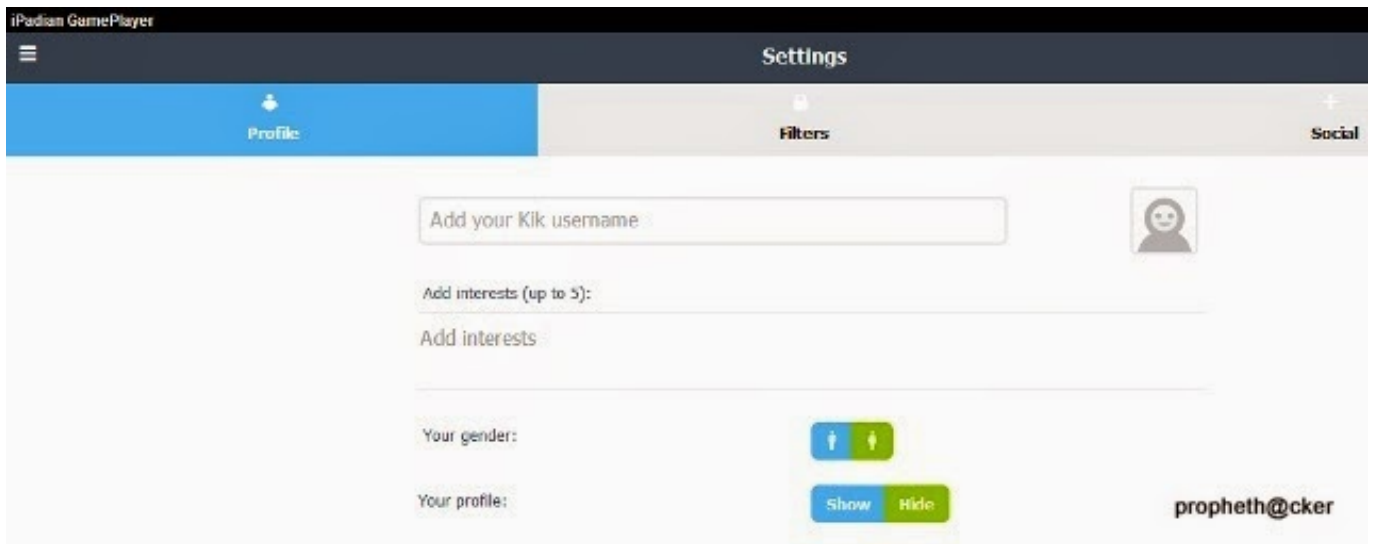 iPadian GamePlayer
Settings
Profile
Filters
Social
Add your Kik username
Add interests (up to 5):
Add interests
Your gender:
Your profile:
Show Hide
propheth@cker